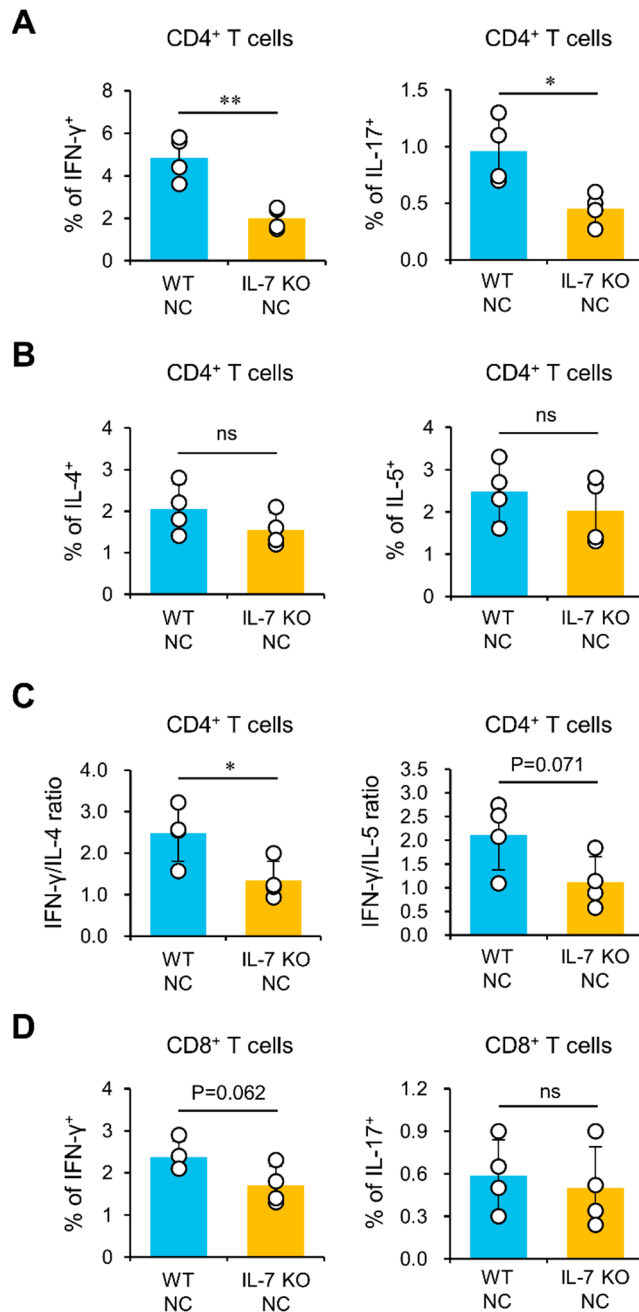 A
CD4⁺ T cells
% of IFN-γ⁺
8
6
4
2
0
**
WT
NC
IL-7 KO
NC
CD4⁺ T cells
% of IL-17⁺
1.5
1.0
0.5
0.0
*
WT
NC
IL-7 KO
NC
B
CD4⁺ T cells
% of IL-4⁺
4
3
2
1
0
ns
WT
NC
IL-7 KO
NC
CD4⁺ T cells
% of IL-5⁺
4
3
2
1
0
ns
WT
NC
IL-7 KO
NC
C
CD4⁺ T cells
IFN-γ/IL-4 ratio
4.0
3.0
2.0
1.0
0.0
*
WT
NC
IL-7 KO
NC
CD4⁺ T cells
IFN-γ/IL-5 ratio
3.5
3.0
2.5
2.0
1.5
1.0
0.5
0.0
P=0.071
WT
NC
IL-7 KO
NC
D
CD8⁺ T cells
% of IFN-γ⁺
4
3
2
1
0
P=0.062
WT
NC
IL-7 KO
NC
CD8⁺ T cells
% of IL-17⁺
1.2
0.9
0.6
0.3
0.0
ns
WT
NC
IL-7 KO
NC